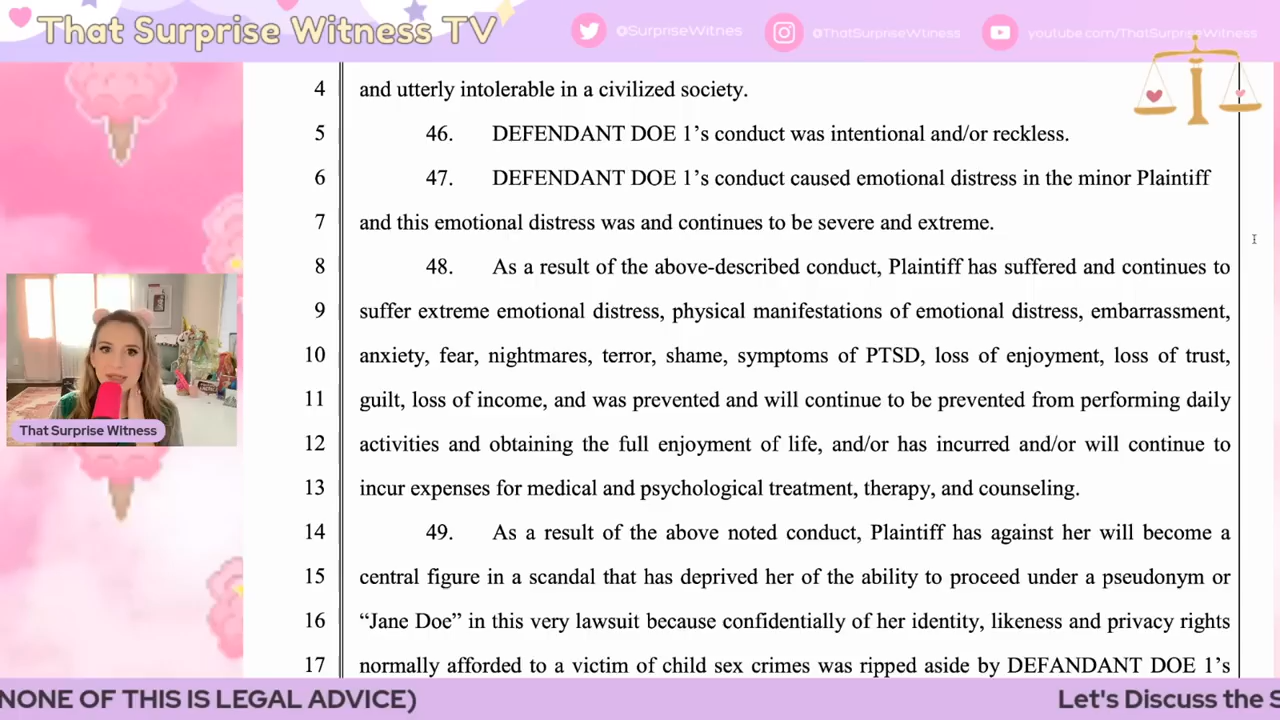 That Surprise Witness TV
@SurpriseWitnes
@ThatSurpriseWtiness
youtube.com/ThatSurpriseWitness
4 and utterly intolerable in a civilized society.
5 46. DEFENDANT DOE 1's conduct was intentional and/or reckless.
6 47. DEFENDANT DOE 1's conduct caused emotional distress in the minor Plaintiff
7 and this emotional distress was and continues to be severe and extreme.
8 48. As a result of the above-described conduct, Plaintiff has suffered and continues to
9 suffer extreme emotional distress, physical manifestations of emotional distress, embarrassment,
10 anxiety, fear, nightmares, terror, shame, symptoms of PTSD, loss of enjoyment, loss of trust,
11 guilt, loss of income, and was prevented and will continue to be prevented from performing daily
12 activities and obtaining the full enjoyment of life, and/or has incurred and/or will continue to
13 incur expenses for medical and psychological treatment, therapy, and counseling.
14 49. As a result of the above noted conduct, Plaintiff has against her will become a
15 central figure in a scandal that has deprived her of the ability to proceed under a pseudonym or
16 “Jane Doe” in this very lawsuit because confidentially of her identity, likeness and privacy rights
17 normally afforded to a victim of child sex crimes was ripped aside by DEFANDANT DOE 1's
That Surprise Witness
NONE OF THIS IS LEGAL ADVICE)
Let's Discuss the S